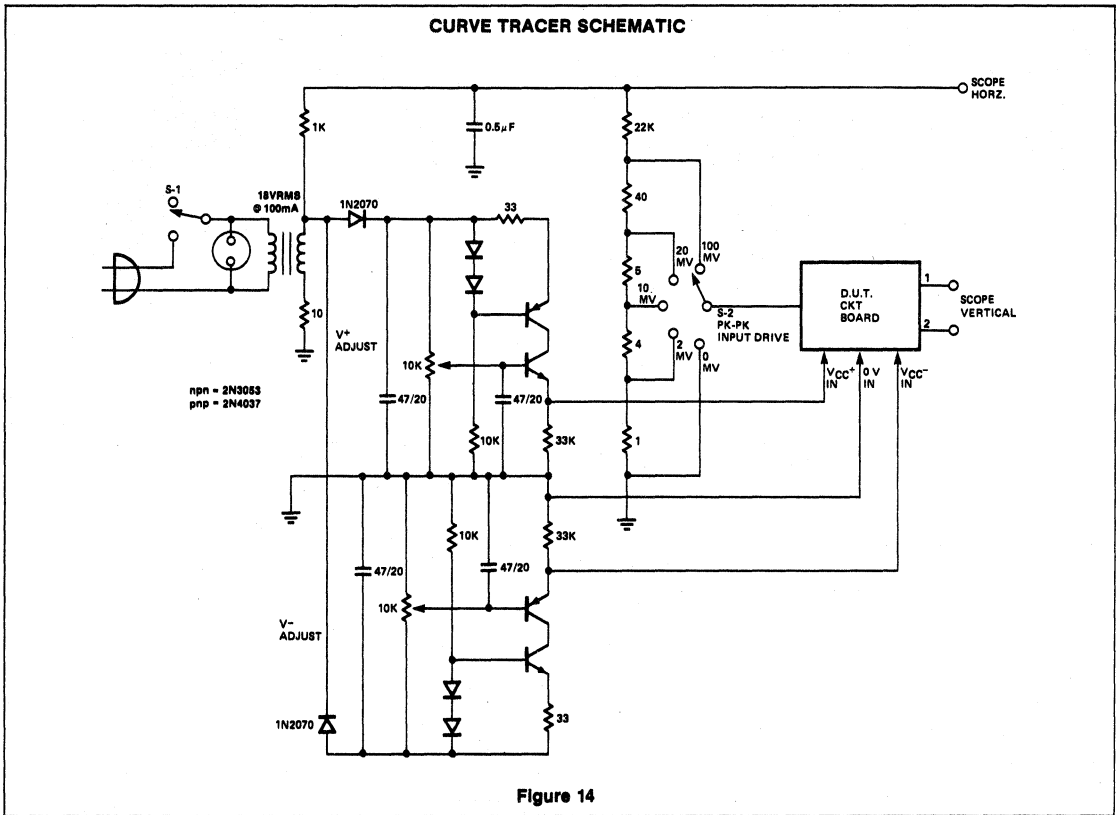 CURVE TRACER SCHEMATIC
SCOPE
HORZ.
1K
0.5µF
22K
S-1
18VRMS
@ 100mA
1N2070
33
40
20
MV
100
MV
5
10
MV
S-2
PK-PK
INPUT DRIVE
D.U.T.
CKT
BOARD
1
2
SCOPE
VERTICAL
10
V+
ADJUST
4
2
MV
0
MV
VCC+
IN
0 V
IN
VCC−
IN
10K
npn = 2N3053
pnp = 2N4037
47/20
47/20
10K
33K
1
10K
33K
47/20
47/20
10K
V−
ADJUST
1N2070
33
Figure 14